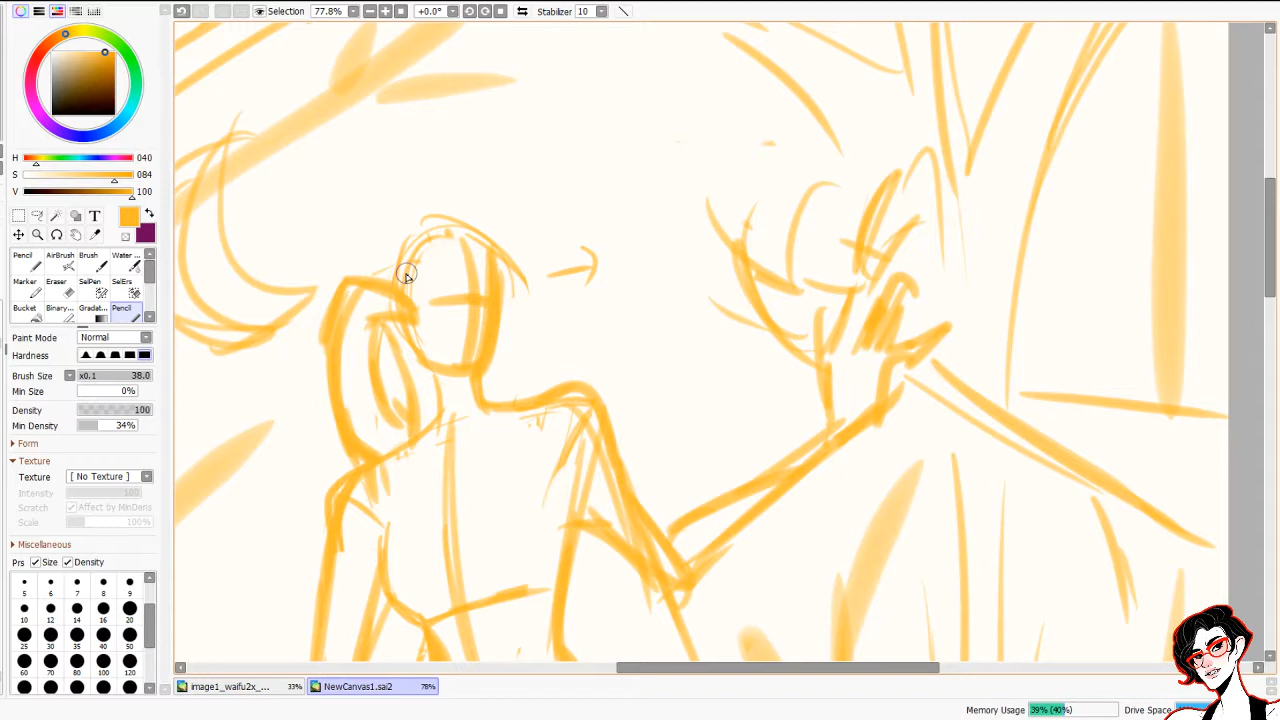 Selection 77.8% +0.0° Stabilizer 10
H 040
S 084
V 100
T
Pencil AirBrush Brush Water ...
Marker Eraser SelPen SelErs
Bucket Binary... Gradat... Pencil
Paint Mode Normal
Hardness
Brush Size x0.1 38.0
Min Size 0%
Density 100
Min Density 34%
Form
Texture
Texture [ No Texture ]
Intensity 100
Scratch Affect by MinDens
Scale 100%
Miscellaneous
Prs Size Density
5 6 7 8 9
10 12 14 16 20
25 30 35 40 50
60 70 80 100 120
image1_waifu2x_... 33% NewCanvas1.sai2 78%
Memory Usage 39% (40%) Drive Space